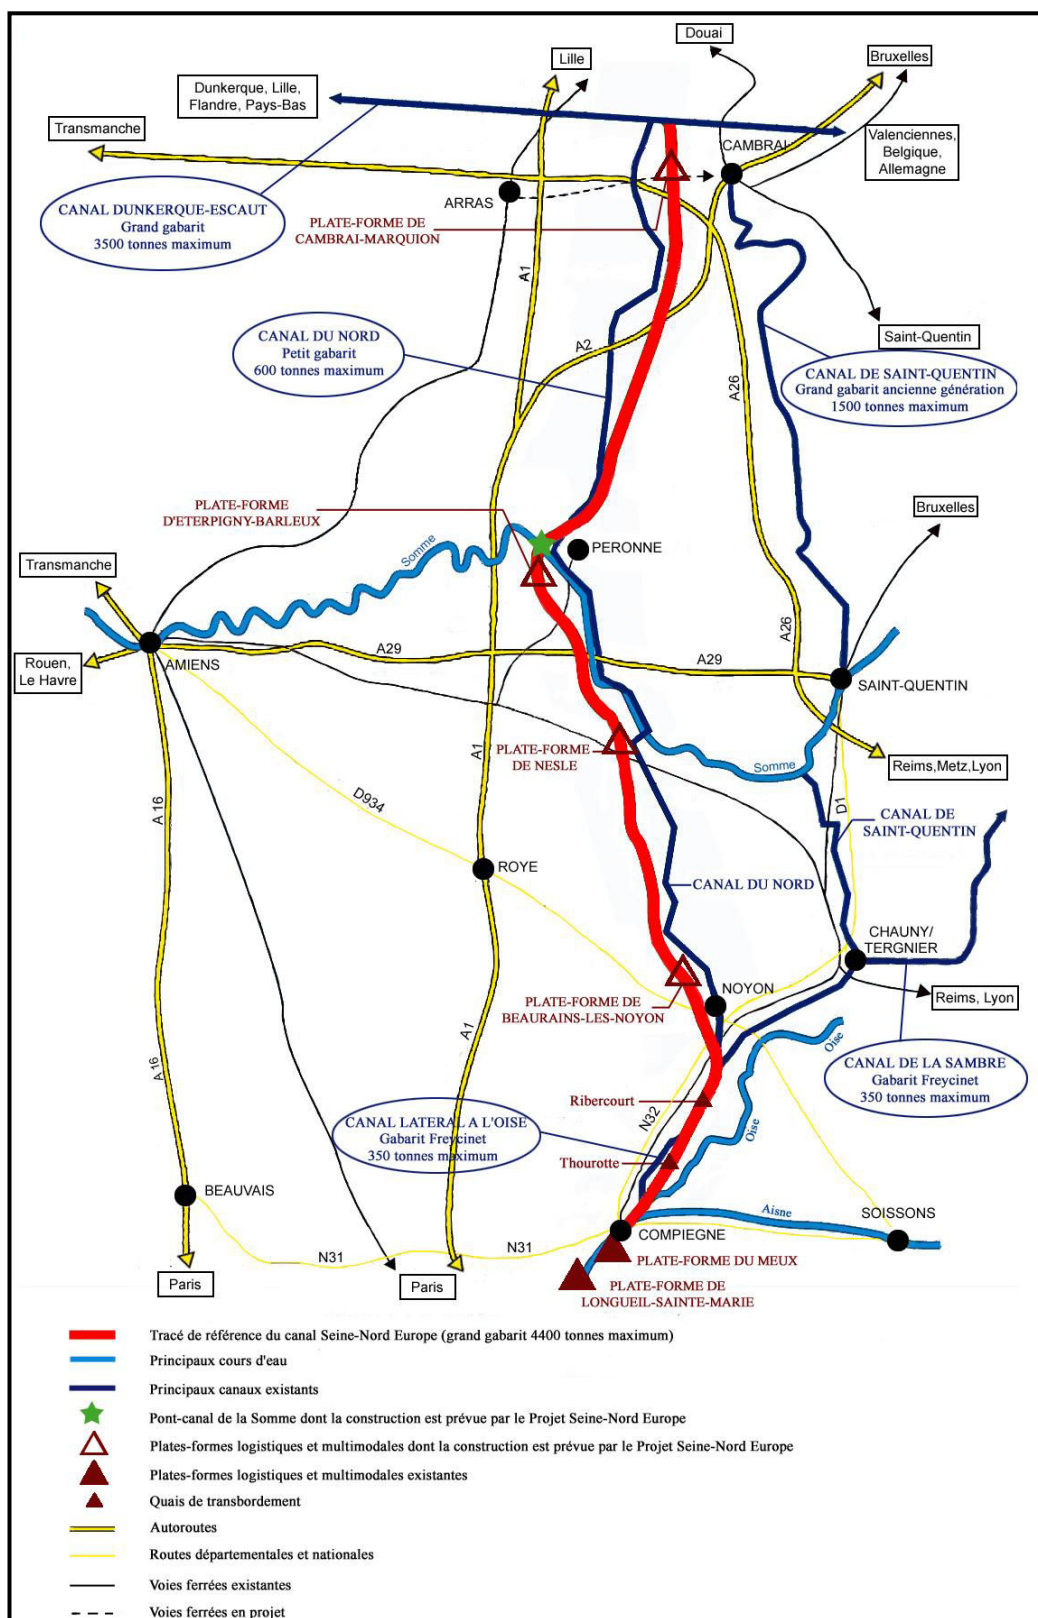 Douai
Lille
Bruxelles
Dunkerque, Lille,
Flandre, Pays-Bas
Transmanche
CAMBRAI
Valenciennes,
Belgique,
Allemagne
ARRAS
CANAL DUNKERQUE-ESCAUT
Grand gabarit
3500 tonnes maximum
PLATE-FORME DE
CAMBRAI-MARQUION
A1
CANAL DU NORD
Petit gabarit
600 tonnes maximum
A2
Saint-Quentin
A26
CANAL DE SAINT-QUENTIN
Grand gabarit ancienne génération
1500 tonnes maximum
PLATE-FORME
D'ETERPIGNY-BARLEUX
Bruxelles
Somme
PERONNE
Transmanche
A26
Rouen,
Le Havre
AMIENS
A29
A29
SAINT-QUENTIN
A1
PLATE-FORME
DE NESLE
Somme
Reims,Metz,Lyon
A 16
D934
D1
CANAL DE
SAINT-QUENTIN
ROYE
CANAL DU NORD
CHAUNY/
TERGNIER
NOYON
Reims, Lyon
PLATE-FORME DE
BEAURAINS-LES-NOYON
A1
Oise
A 16
CANAL DE LA SAMBRE
Gabarit Freycinet
350 tonnes maximum
Ribercourt
N32
CANAL LATERAL A L'OISE
Gabarit Freycinet
350 tonnes maximum
Oise
Thourotte
BEAUVAIS
Aisne
SOISSONS
COMPIEGNE
N31
N31
PLATE-FORME DU MEUX
Paris
Paris
PLATE-FORME DE
LONGUEIL-SAINTE-MARIE
Tracé de référence du canal Seine-Nord Europe (grand gabarit 4400 tonnes maximum)
Principaux cours d'eau
Principaux canaux existants
Pont-canal de la Somme dont la construction est prévue par le Projet Seine-Nord Europe
Plates-formes logistiques et multimodales dont la construction est prévue par le Projet Seine-Nord Europe
Plates-formes logistiques et multimodales existantes
Quais de transbordement
Autoroutes
Routes départementales et nationales
Voies ferrées existantes
Voies ferrées en projet